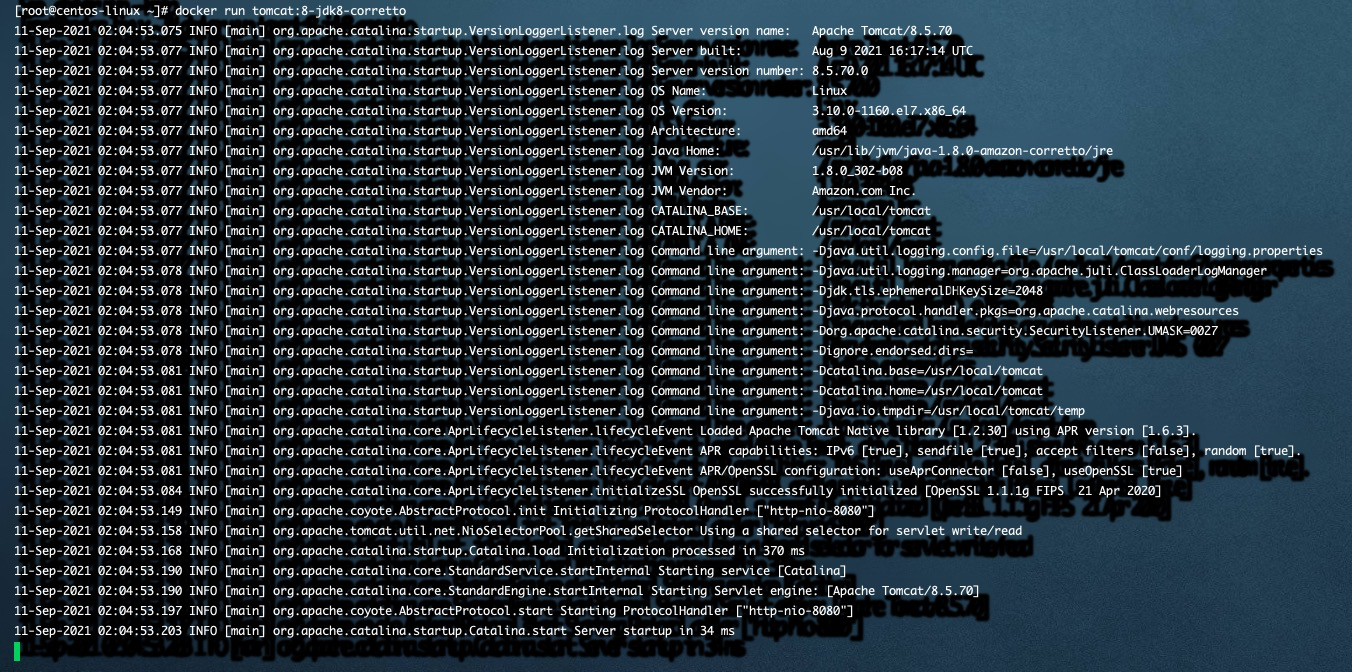 [root@centos-linux ~]# docker run tomcat:8-jdk8-corretto
11-Sep-2021 02:04:53.075 INFO [main] org.apache.catalina.startup.VersionLoggerListener.log Server version name:   Apache Tomcat/8.5.70
11-Sep-2021 02:04:53.077 INFO [main] org.apache.catalina.startup.VersionLoggerListener.log Server built:          Aug 9 2021 16:17:14 UTC
11-Sep-2021 02:04:53.077 INFO [main] org.apache.catalina.startup.VersionLoggerListener.log Server version number: 8.5.70.0
11-Sep-2021 02:04:53.077 INFO [main] org.apache.catalina.startup.VersionLoggerListener.log OS Name:               Linux
11-Sep-2021 02:04:53.077 INFO [main] org.apache.catalina.startup.VersionLoggerListener.log OS Version:            3.10.0-1160.el7.x86_64
11-Sep-2021 02:04:53.077 INFO [main] org.apache.catalina.startup.VersionLoggerListener.log Architecture:          amd64
11-Sep-2021 02:04:53.077 INFO [main] org.apache.catalina.startup.VersionLoggerListener.log Java Home:             /usr/lib/jvm/java-1.8.0-amazon-corretto/jre
11-Sep-2021 02:04:53.077 INFO [main] org.apache.catalina.startup.VersionLoggerListener.log JVM Version:           1.8.0_302-b08
11-Sep-2021 02:04:53.077 INFO [main] org.apache.catalina.startup.VersionLoggerListener.log JVM Vendor:            Amazon.com Inc.
11-Sep-2021 02:04:53.077 INFO [main] org.apache.catalina.startup.VersionLoggerListener.log CATALINA_BASE:         /usr/local/tomcat
11-Sep-2021 02:04:53.077 INFO [main] org.apache.catalina.startup.VersionLoggerListener.log CATALINA_HOME:         /usr/local/tomcat
11-Sep-2021 02:04:53.077 INFO [main] org.apache.catalina.startup.VersionLoggerListener.log Command line argument: -Djava.util.logging.config.file=/usr/local/tomcat/conf/logging.properties
11-Sep-2021 02:04:53.078 INFO [main] org.apache.catalina.startup.VersionLoggerListener.log Command line argument: -Djava.util.logging.manager=org.apache.juli.ClassLoaderLogManager
11-Sep-2021 02:04:53.078 INFO [main] org.apache.catalina.startup.VersionLoggerListener.log Command line argument: -Djdk.tls.ephemeralDHKeySize=2048
11-Sep-2021 02:04:53.078 INFO [main] org.apache.catalina.startup.VersionLoggerListener.log Command line argument: -Djava.protocol.handler.pkgs=org.apache.catalina.webresources
11-Sep-2021 02:04:53.078 INFO [main] org.apache.catalina.startup.VersionLoggerListener.log Command line argument: -Dorg.apache.catalina.security.SecurityListener.UMASK=0027
11-Sep-2021 02:04:53.078 INFO [main] org.apache.catalina.startup.VersionLoggerListener.log Command line argument: -Dignore.endorsed.dirs=
11-Sep-2021 02:04:53.081 INFO [main] org.apache.catalina.startup.VersionLoggerListener.log Command line argument: -Dcatalina.base=/usr/local/tomcat
11-Sep-2021 02:04:53.081 INFO [main] org.apache.catalina.startup.VersionLoggerListener.log Command line argument: -Dcatalina.home=/usr/local/tomcat
11-Sep-2021 02:04:53.081 INFO [main] org.apache.catalina.startup.VersionLoggerListener.log Command line argument: -Djava.io.tmpdir=/usr/local/tomcat/temp
11-Sep-2021 02:04:53.081 INFO [main] org.apache.catalina.core.AprLifecycleListener.lifecycleEvent Loaded Apache Tomcat Native library [1.2.30] using APR version [1.6.3].
11-Sep-2021 02:04:53.081 INFO [main] org.apache.catalina.core.AprLifecycleListener.lifecycleEvent APR capabilities: IPv6 [true], sendfile [true], accept filters [false], random [true].
11-Sep-2021 02:04:53.081 INFO [main] org.apache.catalina.core.AprLifecycleListener.lifecycleEvent APR/OpenSSL configuration: useAprConnector [false], useOpenSSL [true]
11-Sep-2021 02:04:53.084 INFO [main] org.apache.catalina.core.AprLifecycleListener.initializeSSL OpenSSL successfully initialized [OpenSSL 1.1.1g FIPS  21 Apr 2020]
11-Sep-2021 02:04:53.149 INFO [main] org.apache.coyote.AbstractProtocol.init Initializing ProtocolHandler ["http-nio-8080"]
11-Sep-2021 02:04:53.158 INFO [main] org.apache.tomcat.util.net.NioSelectorPool.getSharedSelector Using a shared selector for servlet write/read
11-Sep-2021 02:04:53.168 INFO [main] org.apache.catalina.startup.Catalina.load Initialization processed in 370 ms
11-Sep-2021 02:04:53.190 INFO [main] org.apache.catalina.core.StandardService.startInternal Starting service [Catalina]
11-Sep-2021 02:04:53.190 INFO [main] org.apache.catalina.core.StandardEngine.startInternal Starting Servlet engine: [Apache Tomcat/8.5.70]
11-Sep-2021 02:04:53.197 INFO [main] org.apache.coyote.AbstractProtocol.start Starting ProtocolHandler ["http-nio-8080"]
11-Sep-2021 02:04:53.203 INFO [main] org.apache.catalina.startup.Catalina.start Server startup in 34 ms